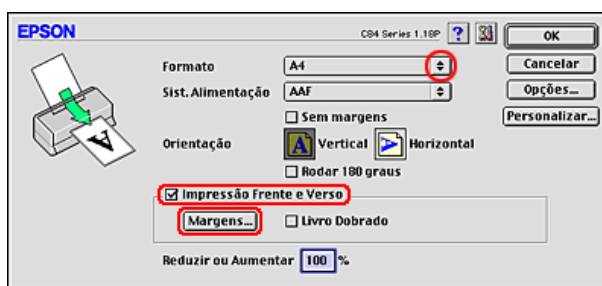 EPSON
C84 Series 1.18P ?
OK
Formato A4
Cancelar
Sist. Alimentação AAF
Opções...
Sem margens
Personalizar...
Orientação A Vertical A Horizontal
Rodar 180 graus
Impressão Frente e Verso
Margens... Livro Dobrado
Reduzir ou Aumentar 100 %
A